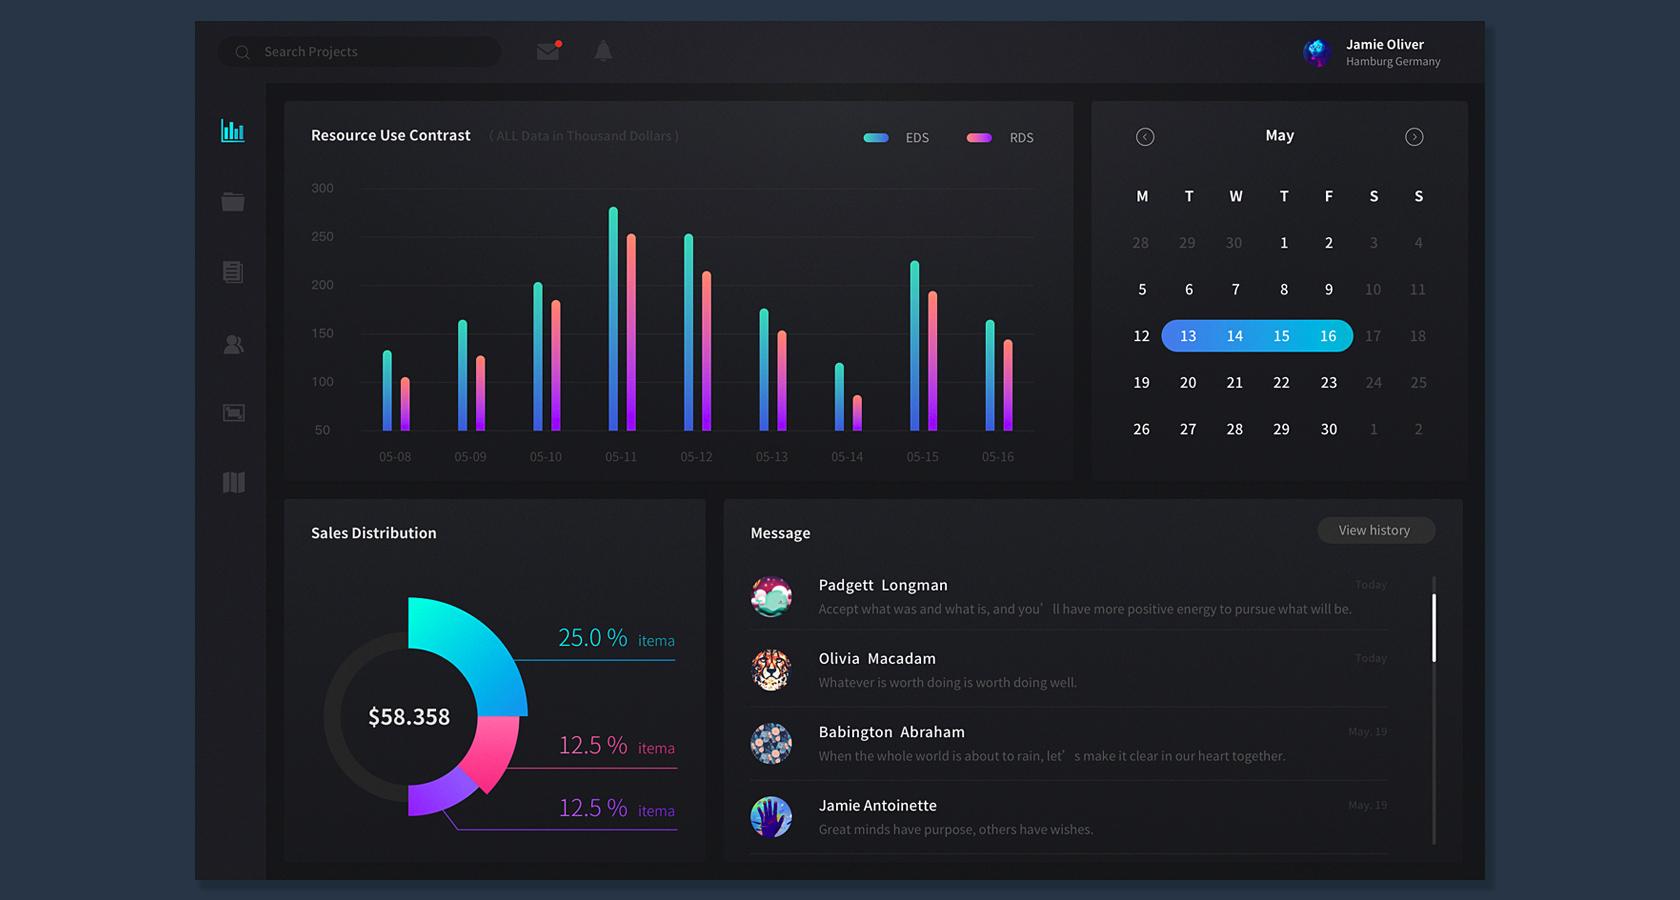 Search Projects
Jamie Oliver
Hamburg Germany
Resource Use Contrast ( ALL Data in Thousand Dollars )
EDS RDS
300
250
200
150
100
50
05-08 05-09 05-10 05-11 05-12 05-13 05-14 05-15 05-16
May
M T W T F S S
28 29 30 1 2 3 4
5 6 7 8 9 10 11
12 13 14 15 16 17 18
19 20 21 22 23 24 25
26 27 28 29 30 1 2
Sales Distribution
$58.358
25.0 % itema
12.5 % itema
12.5 % itema
Message
View history
Padgett Longman Today
Accept what was and what is, and you’ ll have more positive energy to pursue what will be.
Olivia Macadam Today
Whatever is worth doing is worth doing well.
Babington Abraham May. 19
When the whole world is about to rain, let’ s make it clear in our heart together.
Jamie Antoinette May. 19
Great minds have purpose, others have wishes.